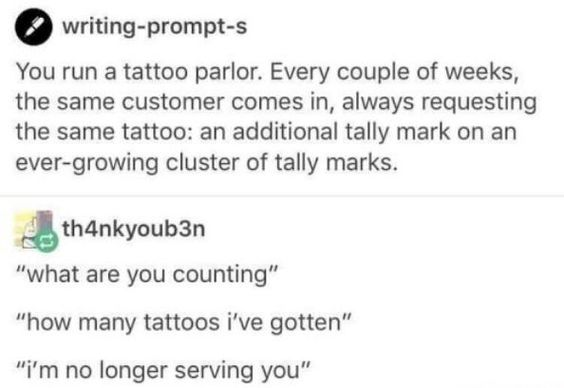 writing-prompt-s
You run a tattoo parlor. Every couple of weeks,
the same customer comes in, always requesting
the same tattoo: an additional tally mark on an
ever-growing cluster of tally marks.
th4nkyoub3n
“what are you counting”
“how many tattoos i've gotten”
“i'm no longer serving you”